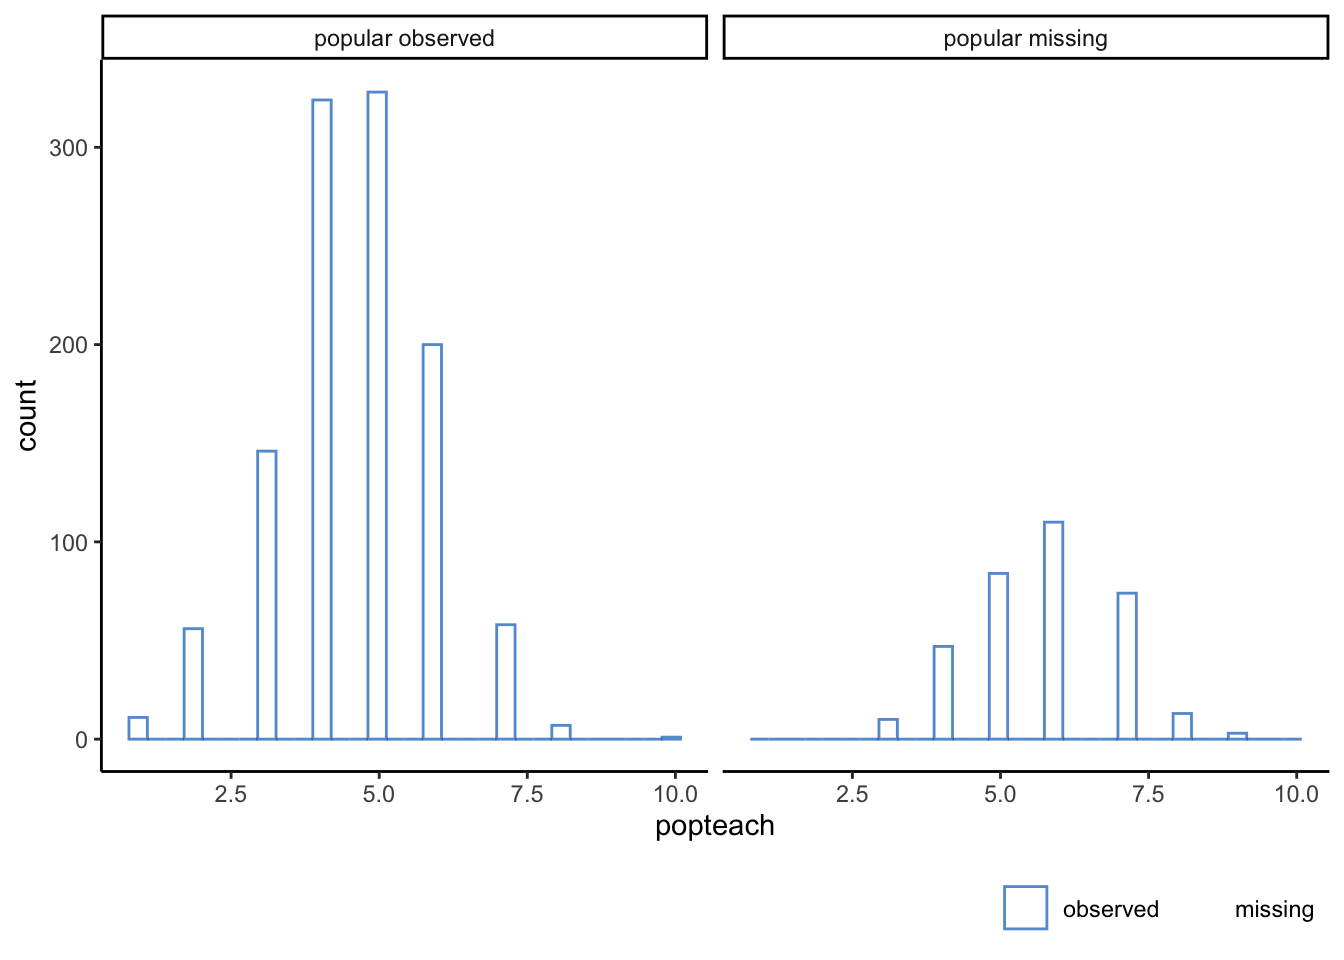 popular observed
popular missing
count
300
200
100
0
2.5 5.0 7.5 10.0
2.5 5.0 7.5 10.0
popteach
observed missing